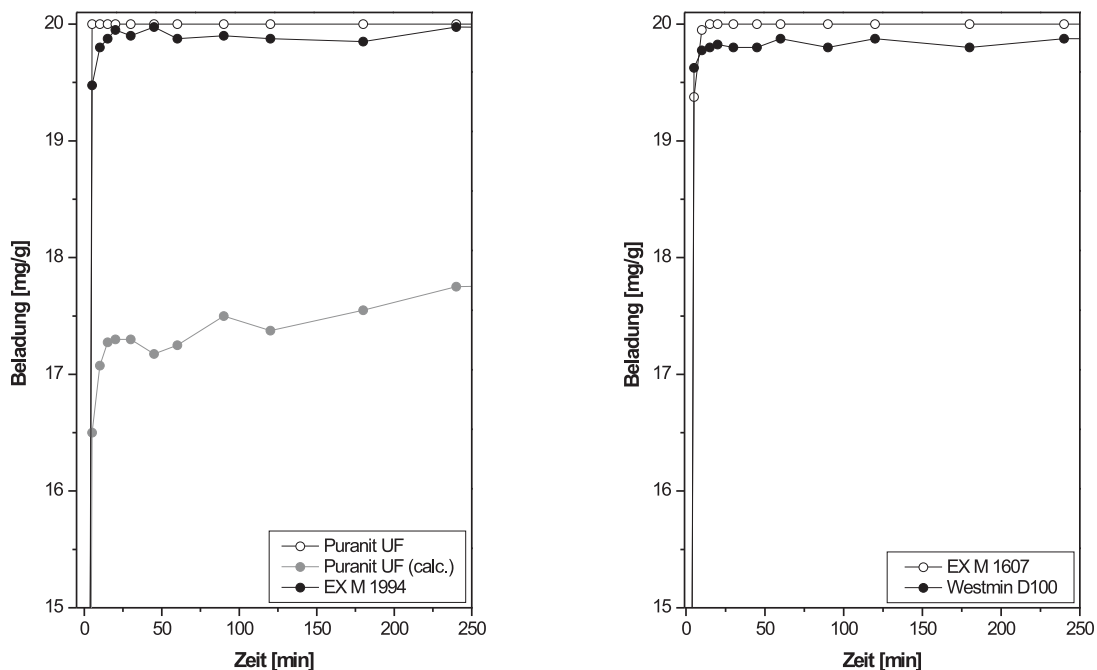 20
19
18
17
16
15
Beladung [mg/g]
0 50 100 150 200 250
Zeit [min]
Puranit UF
Puranit UF (calc.)
EX M 1994
20
19
18
17
16
15
Beladung [mg/g]
0 50 100 150 200 250
Zeit [min]
EX M 1607
Westmin D100